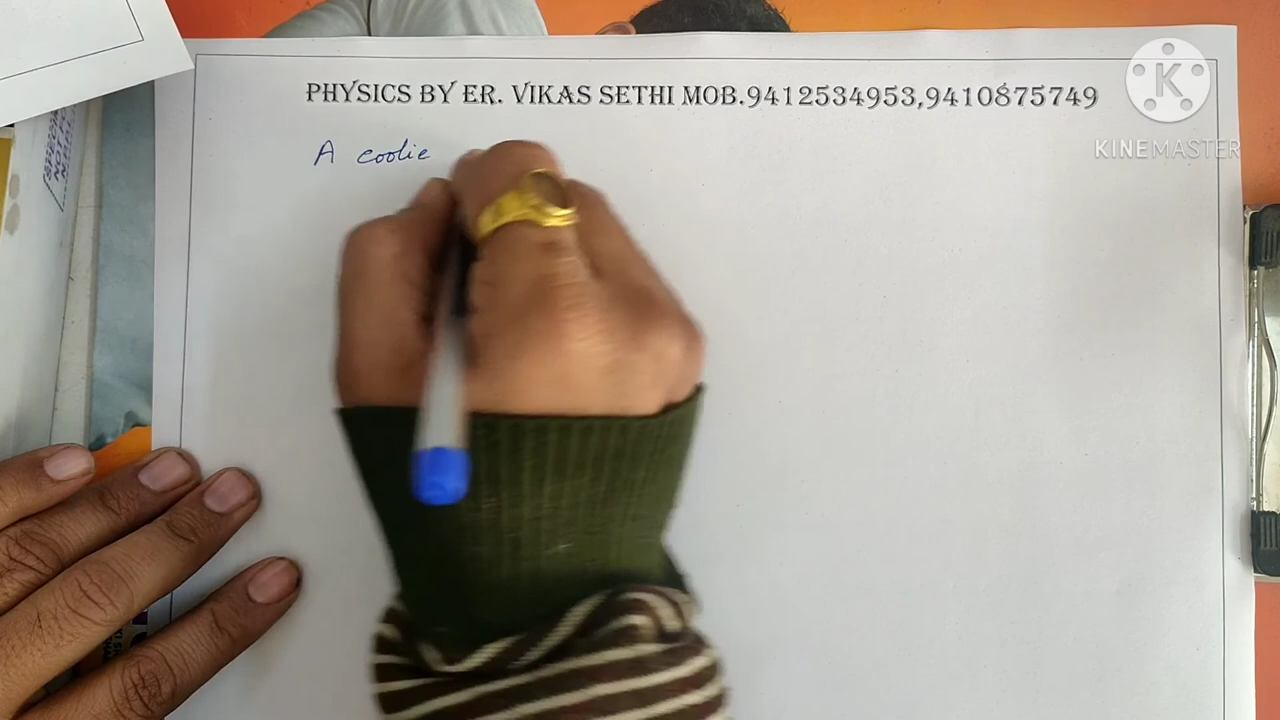 PHYSICS BY ER. VIKAS SETHI MOB.9412534953,9410875749
A coolie
K
KINEMASTER